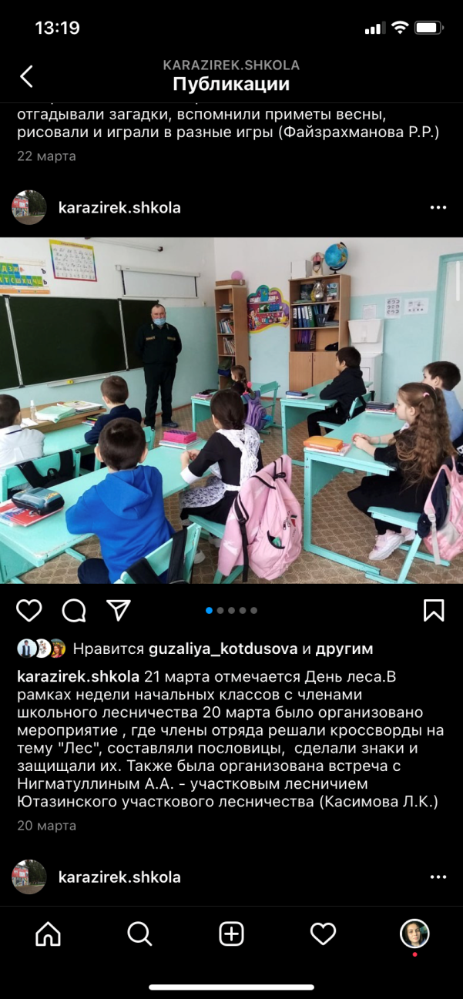 13:19
KARAZIREK.SHKOLA
Публикации
отгадывали загадки, вспомнили приметы весны,
рисовали и играли в разные игры (Файзрахманова Р.Р.)
22 марта
karazirek.shkola
Нравится guzaliya_kotdusova и другим
karazirek.shkola 21 марта отмечается День леса.В
рамках недели начальных классов с членами
школьного лесничества 20 марта было организовано
мероприятие , где члены отряда решали кроссворды на
тему "Лес", составляли пословицы, сделали знаки и
защищали их. Также была организована встреча с
Нигматуллиным А.А. - участковым лесничием
Ютазинского участкового лесничества (Касимова Л.К.)
20 марта
karazirek.shkola